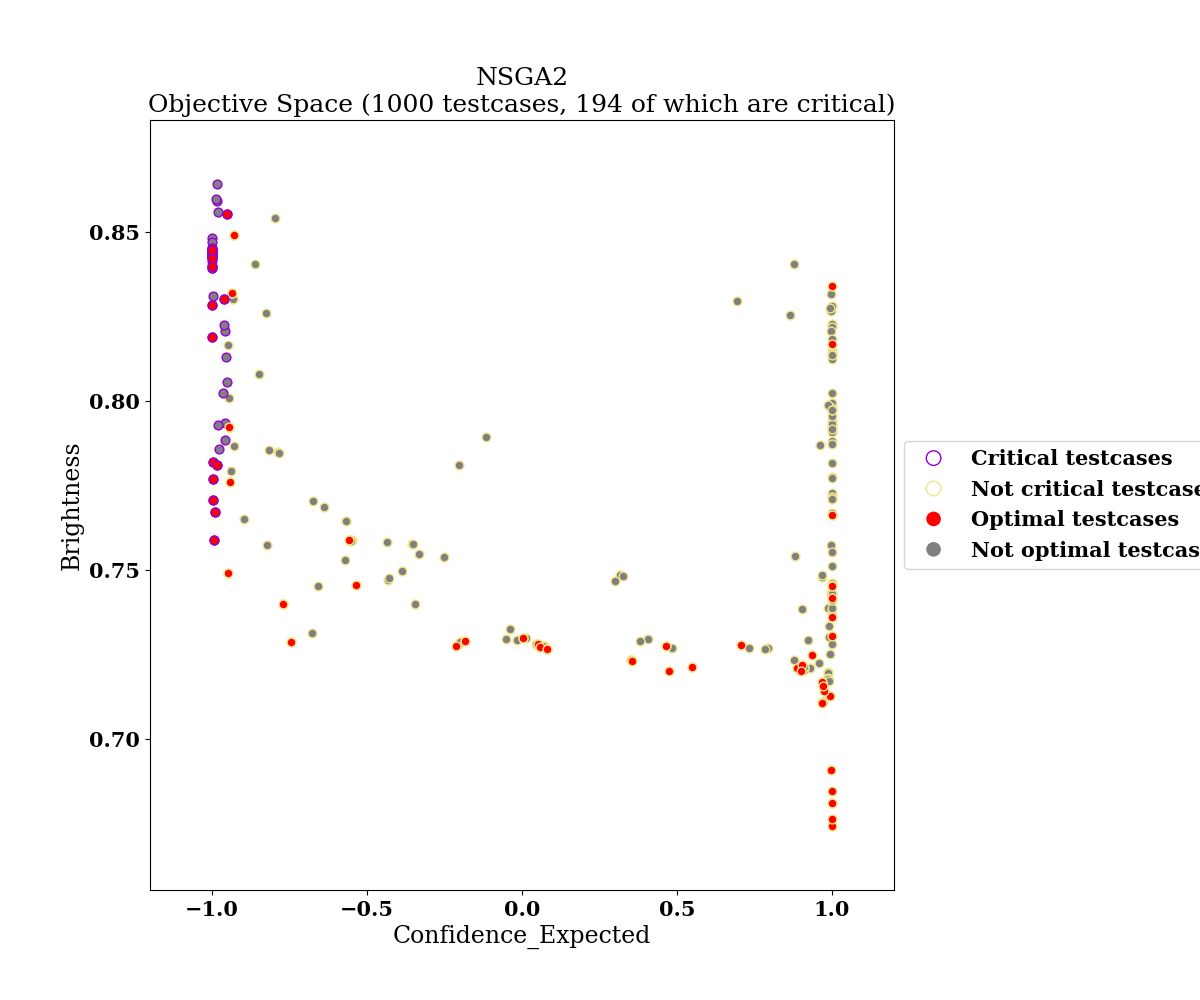 NSGA2
Objective Space (1000 testcases, 194 of which are critical)
0.85
0.80
0.75
0.70
Brightness
−1.0
−0.5
0.0
0.5
1.0
Confidence_Expected
Critical testcases
Not critical testcase
Optimal testcases
Not optimal testcas